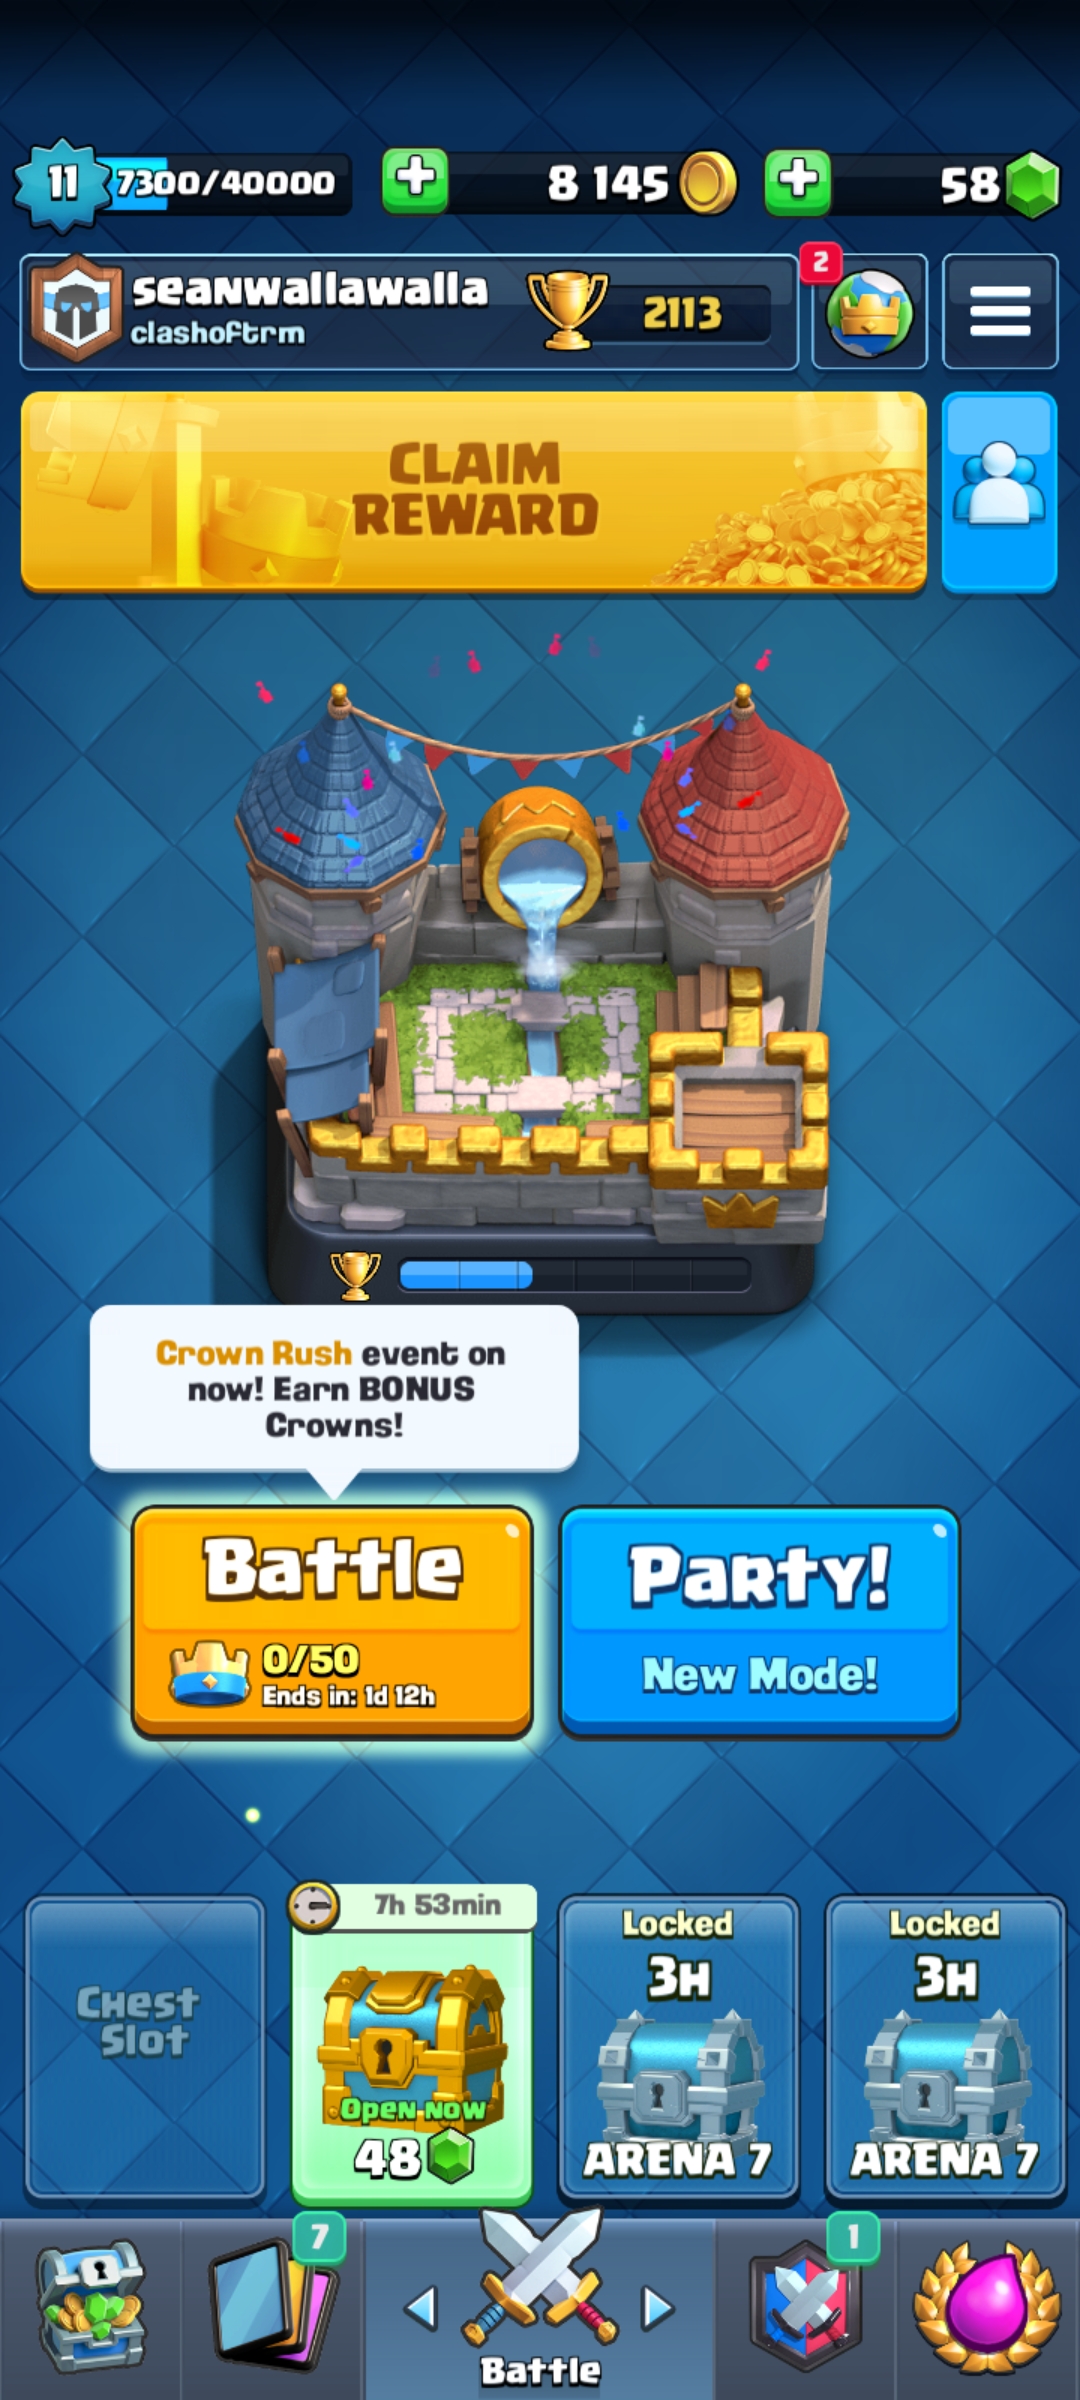 11 7300/40000 8 145 58
seanwallawalla 2113 2
clashoftrm
CLAIM
REWARD
Crown Rush event on
now! Earn BONUS
Crowns!
Battle
0/50
Ends in: 1d 12h
Party!
New Mode!
Chest
Slot
7h 53min
Open now
48
Locked
3H
ARENA 7
Locked
3H
ARENA 7
7
1
Battle